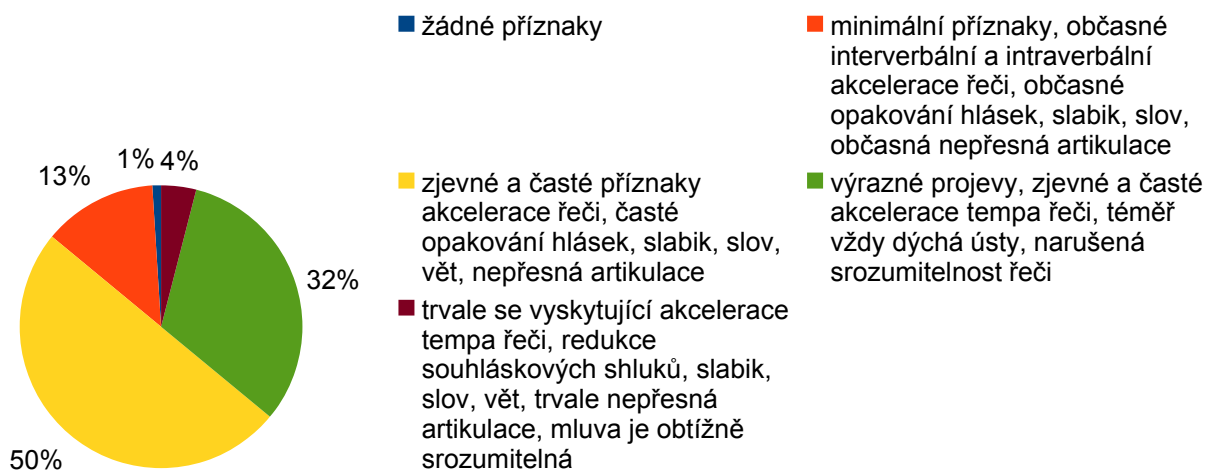 žádné příznaky
minimální příznaky, občasné
interverbální a intraverbální
akcelerace řeči, občasné
opakování hlásek, slabik, slov,
občasná nepřesná artikulace
zjevné a časté příznaky
akcelerace řeči, časté
opakování hlásek, slabik, slov,
vět, nepřesná artikulace
výrazné projevy, zjevné a časté
akcelerace tempa řeči, téměř
vždy dýchá ústy, narušená
srozumitelnost řeči
trvale se vyskytující akcelerace
tempa řeči, redukce
souhláskových shluků, slabik,
slov, vět, trvale nepřesná
artikulace, mluva je obtížně
srozumitelná
1%
4%
13%
32%
50%